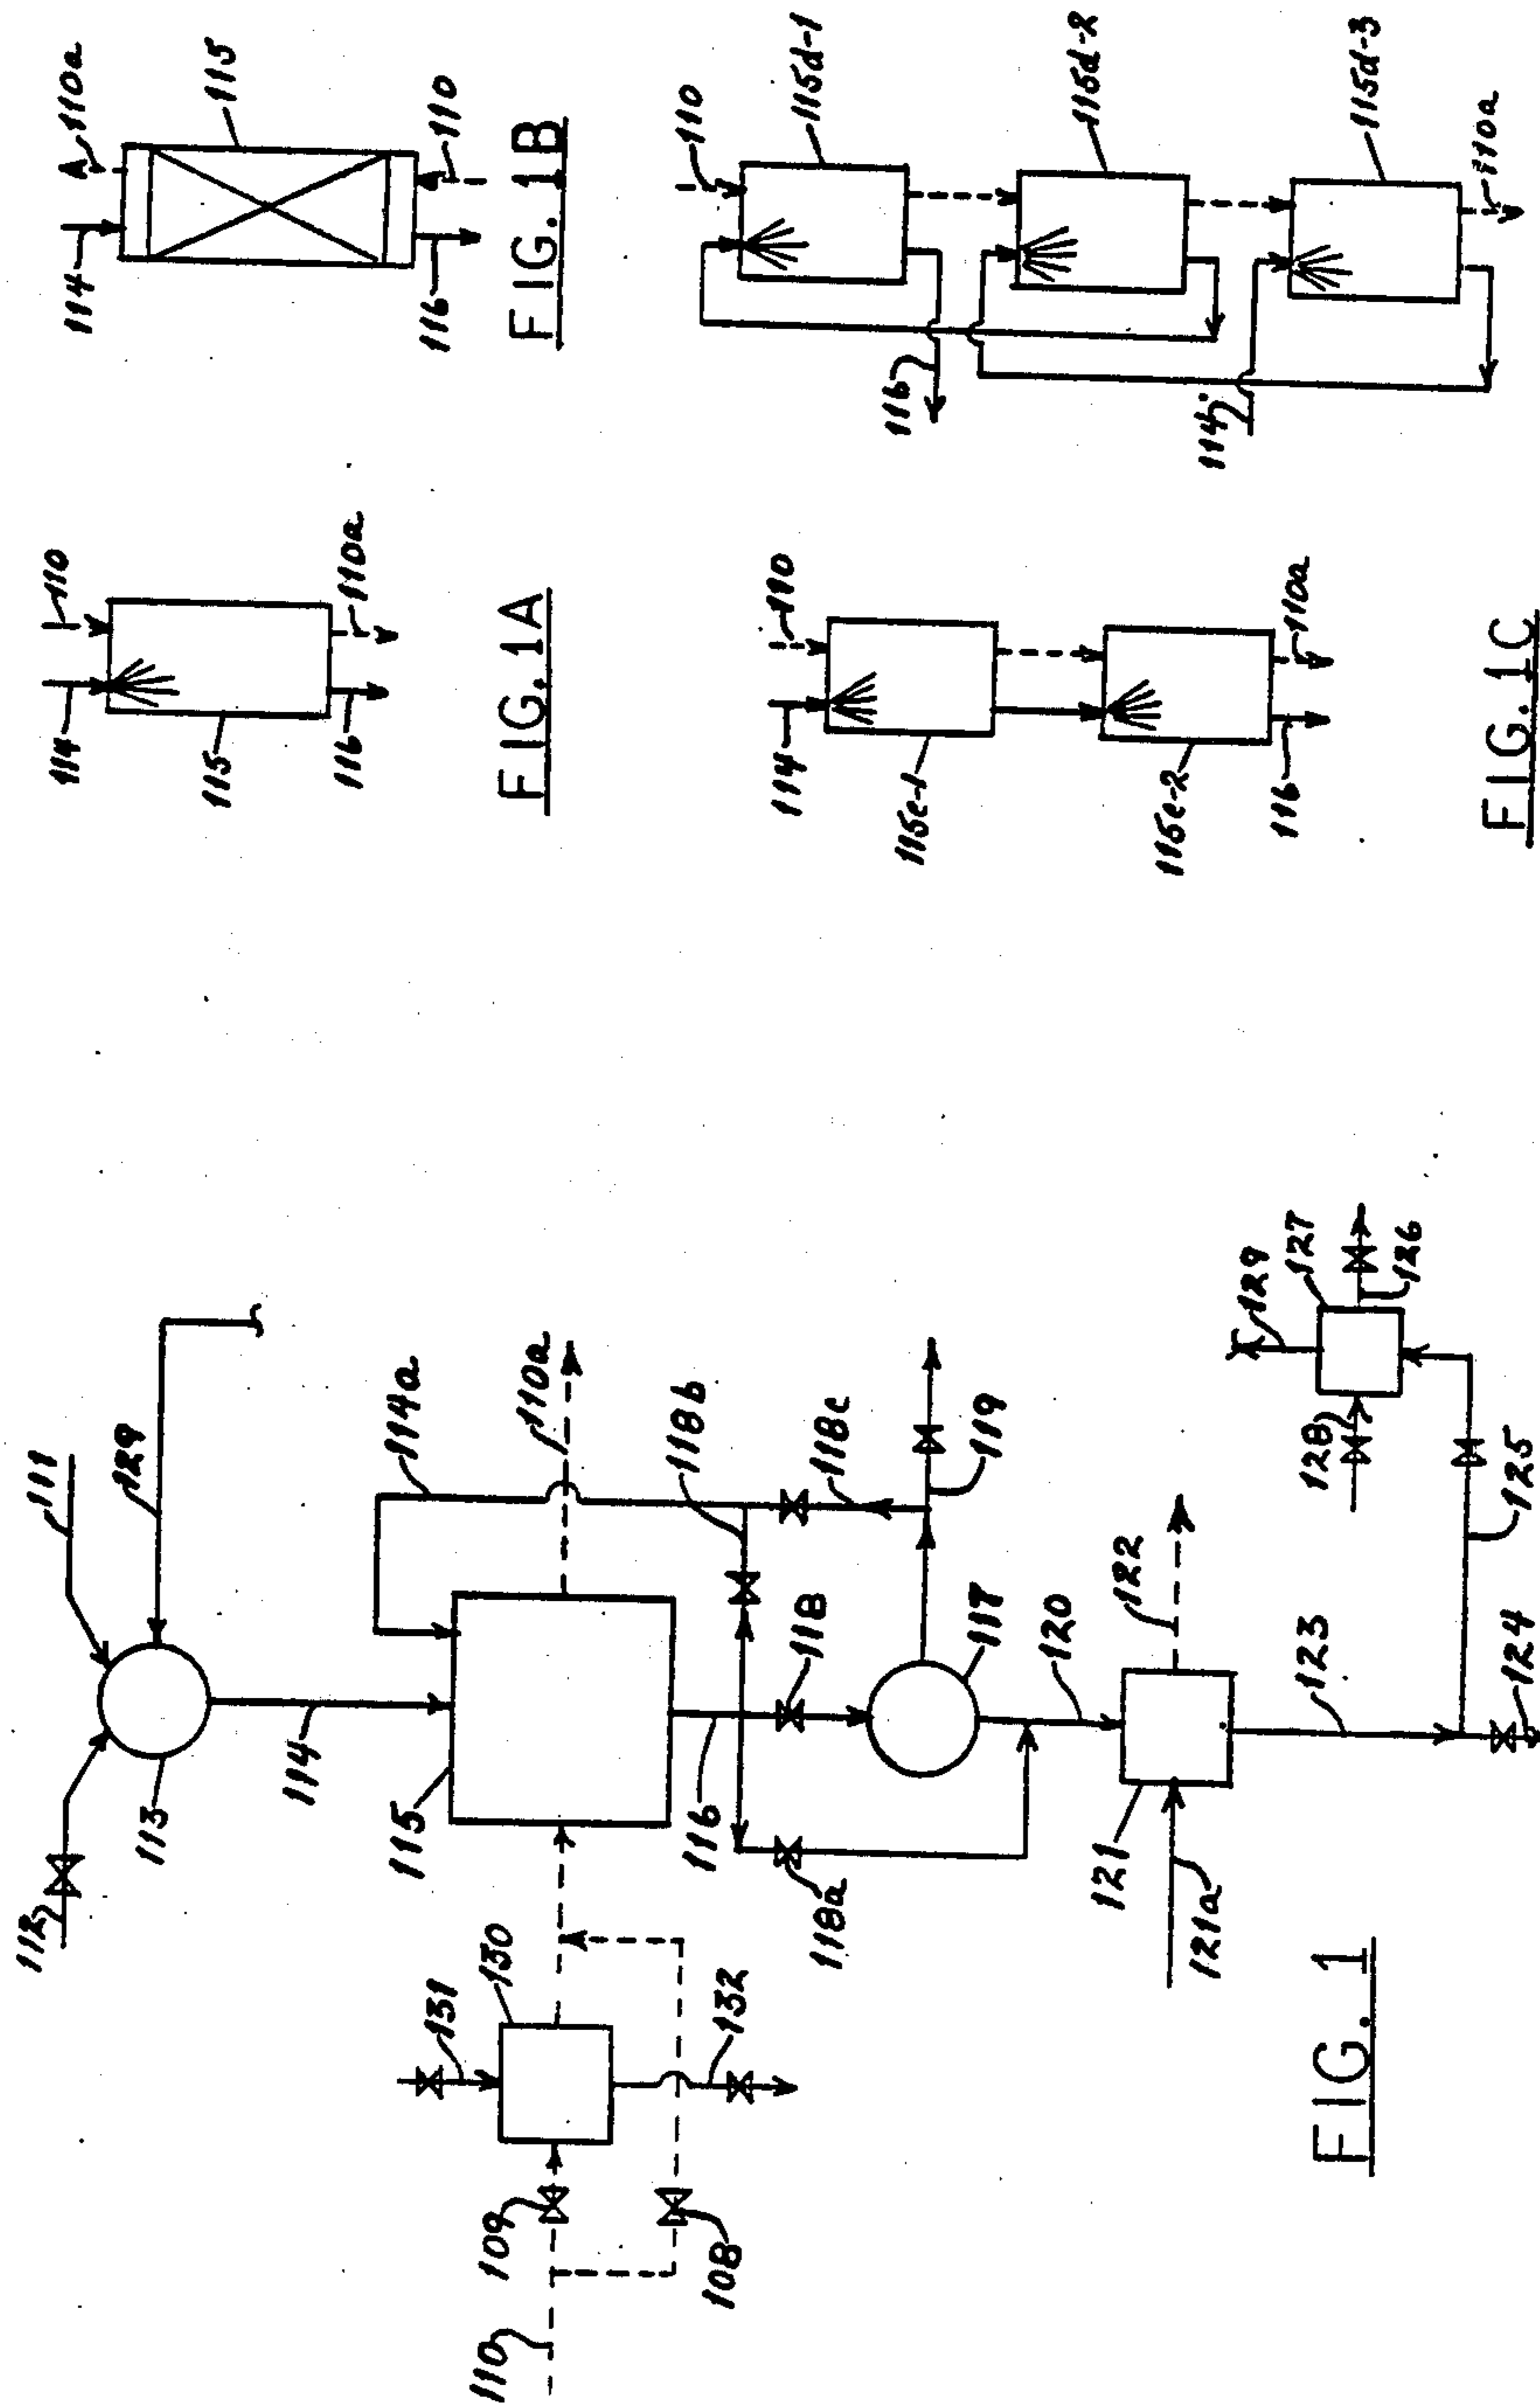 112
111
129
113
114
114a
110a
131
130
115
110
109
108
132
116
118b
118
118c
118a
119
117
120
121
121a
122
123
124
125
128
129
127
126
FIG. 1
114
110
115
116
110a
FIG. 1A
114
110a
115
116
110
FIG. 1B
114
110
115c-1
115c-2
116
110a
FIG. 1C
110
115d-1
116
115d-2
114
115d-3
110a